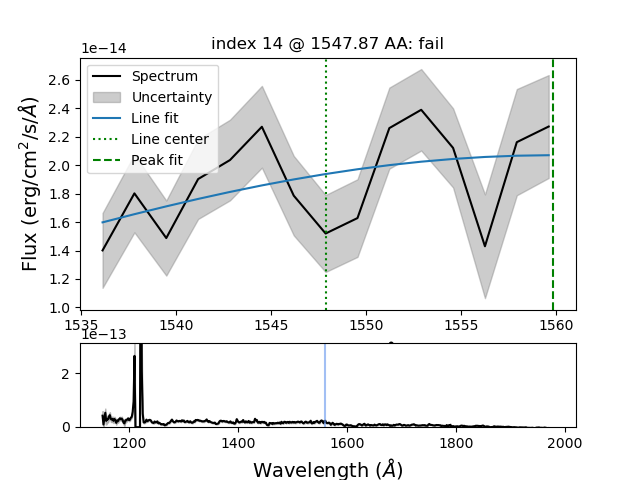 index 14 @ 1547.87 AA: fail
1e−14
Spectrum
Uncertainty
Line fit
Line center
Peak fit
Flux (erg/cm²/s/Å)
2.6
2.4
2.2
2.0
1.8
1.6
1.4
1.2
1.0
1535 1540 1545 1550 1555 1560
1e−13
2
0
1200 1400 1600 1800 2000
Wavelength (Å)